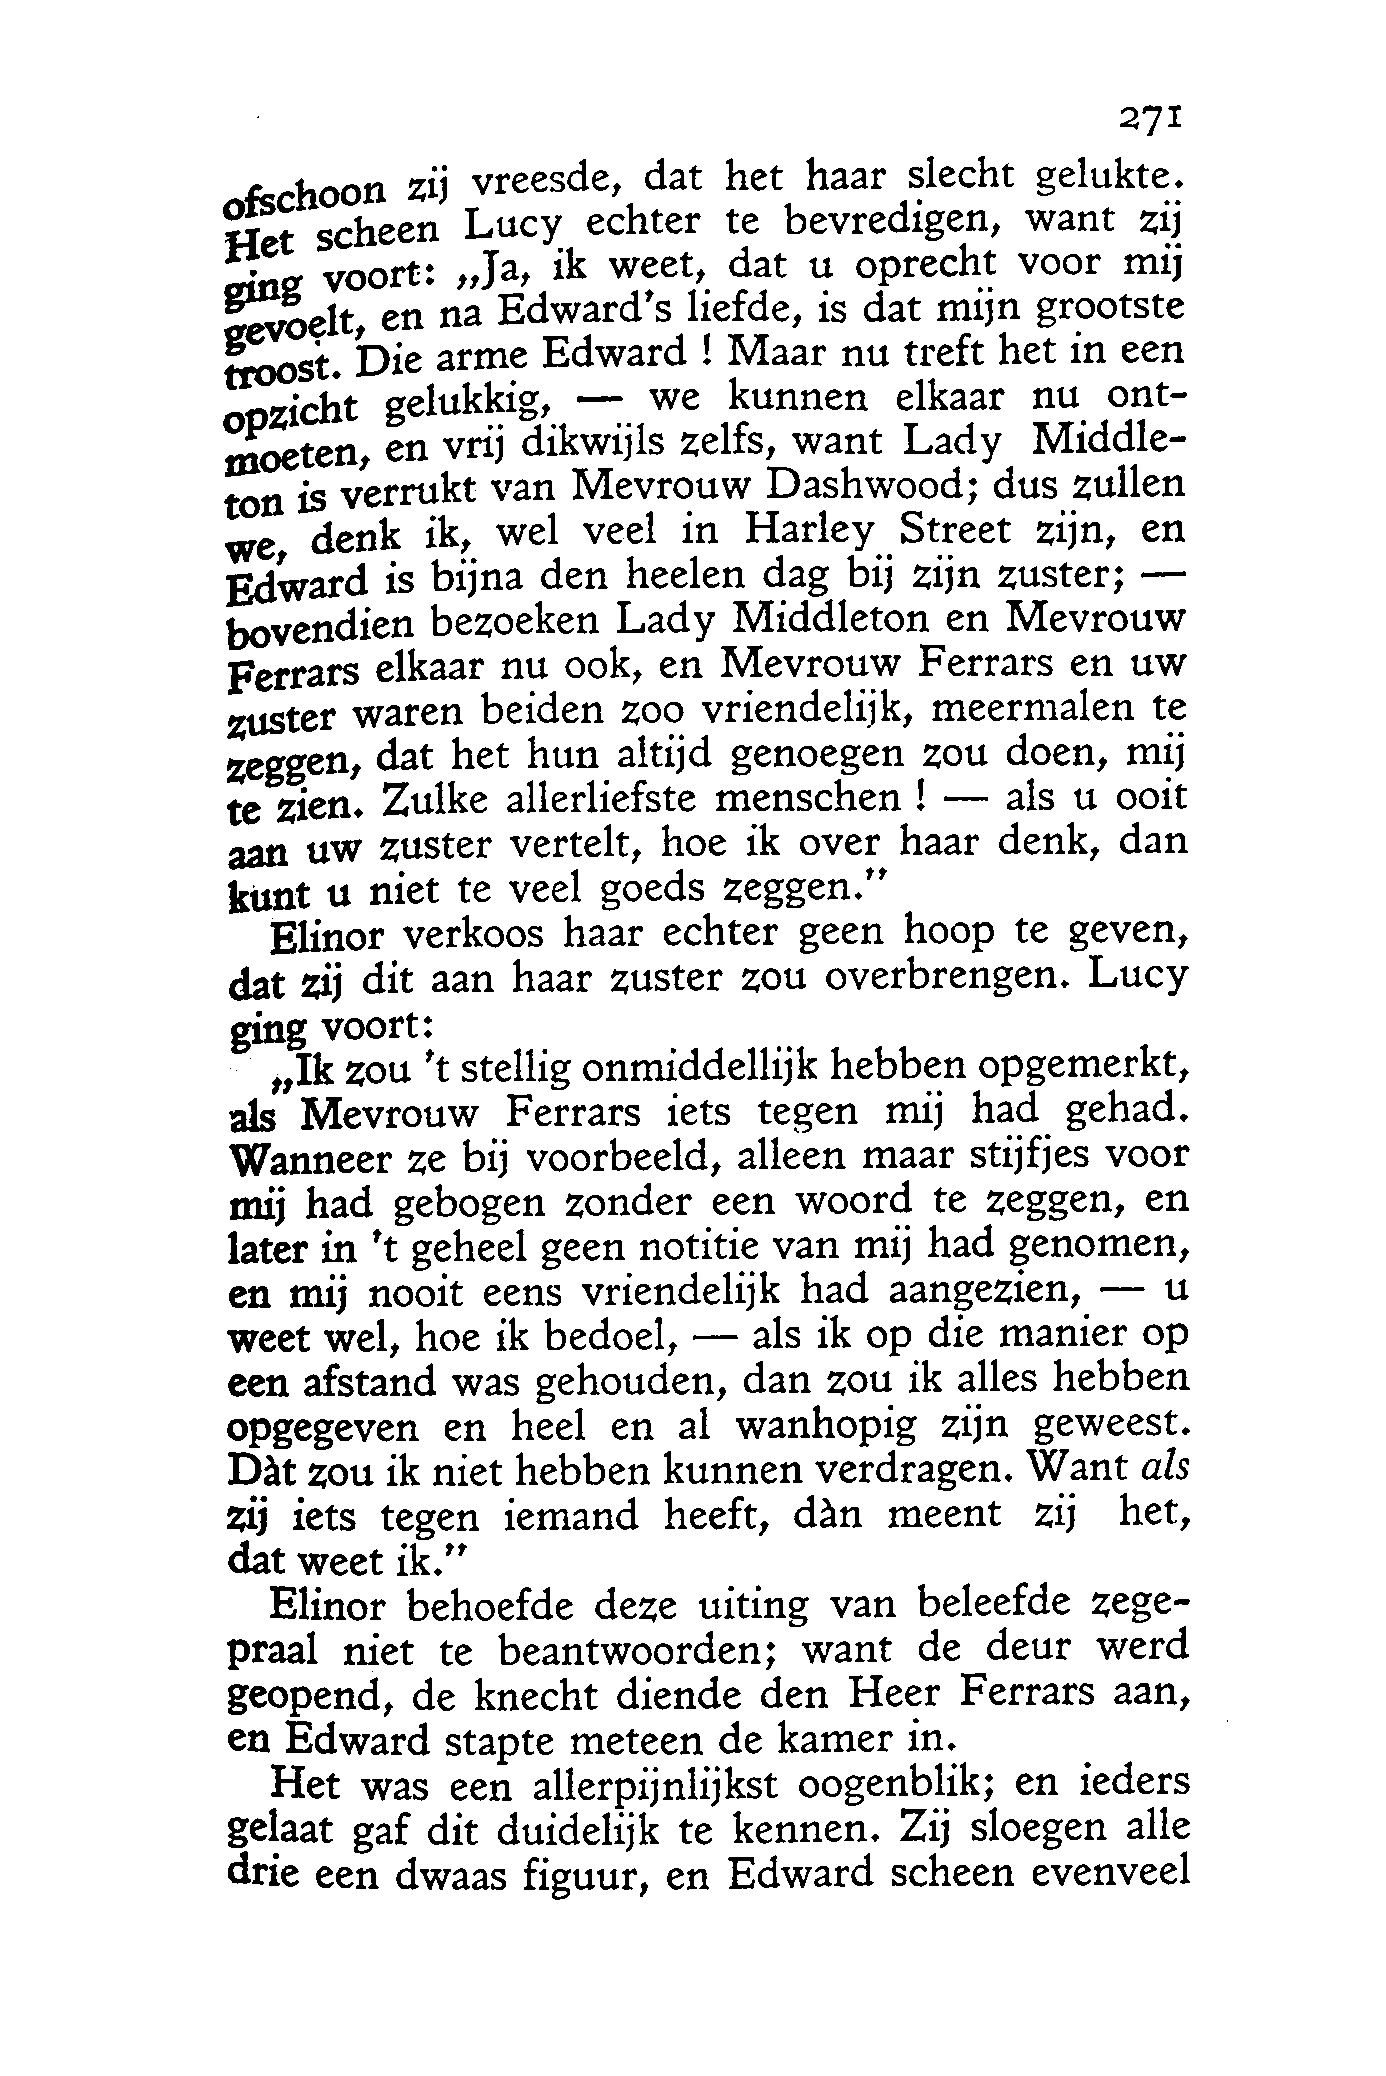 271
ofschoon zij vreesde, dat het haar slecht gelukte.
Het scheen Lucy echter te bevredigen, want zij
ging voort: „Ja, ik weet, dat u oprecht voor mij
gevoelt, en na Edward's liefde, is dat mijn grootste
troost. Die arme Edward ! Maar nu treft het in een
opzicht gelukkig, — we kunnen elkaar nu ont-
moeten, en vrij dikwijls zelfs, want Lady Middle-
ton is verrukt van Mevrouw Dashwood; dus zullen
we, denk ik, wel veel in Harley Street zijn, en
Edward is bijna den heelen dag bij zijn zuster; —
bovendien bezoeken Lady Middleton en Mevrouw
Ferrars elkaar nu ook, en Mevrouw Ferrars en uw
zuster waren beiden zoo vriendelijk, meermalen te
zeggen, dat het hun altijd genoegen zou doen, mij
te zien. Zulke allerliefste menschen ! — als u ooit
aan uw zuster vertelt, hoe ik over haar denk, dan
kunt u niet te veel goeds zeggen."
Elinor verkoos haar echter geen hoop te geven,
dat zij dit aan haar zuster zou overbrengen. Lucy
ging voort:
„Ik zou 't stellig onmiddellijk hebben opgemerkt,
als Mevrouw Ferrars iets tegen mij had gehad.
Wanneer ze bij voorbeeld, alleen maar stijfjes voor
mij had gebogen zonder een woord te zeggen, en
later in 't geheel geen notitie van mij had genomen,
en mij nooit eens vriendelijk had aangezien, — u
weet wel, hoe ik bedoel, — als ik op die manier op
een afstand was gehouden, dan zou ik alles hebben
opgegeven en heel en al wanhopig zijn geweest.
Dàt zou ik niet hebben kunnen verdragen. Want als
zij iets tegen iemand heeft, dàn meent zij het,
dat weet ik."
Elinor behoefde deze uiting van beleefde zege-
praal niet te beantwoorden; want de deur werd
geopend, de knecht diende den Heer Ferrars aan,
en Edward stapte meteen de kamer in.
Het was een allerpijnlijkst oogenblik; en ieders
gelaat gaf dit duidelijk te kennen. Zij sloegen alle
drie een dwaas figuur, en Edward scheen evenveel